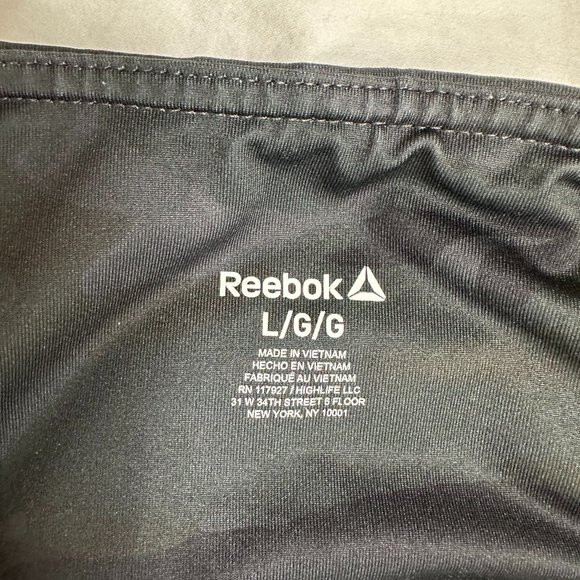 Reebok
L/G/G
MADE IN VIETNAM
HECHO EN VIETNAM
FABRIQUÉ AU VIETNAM
RN 117927 / HIGHLIFE LLC
31 W 34TH STREET 6 FLOOR
NEW YORK, NY 10001